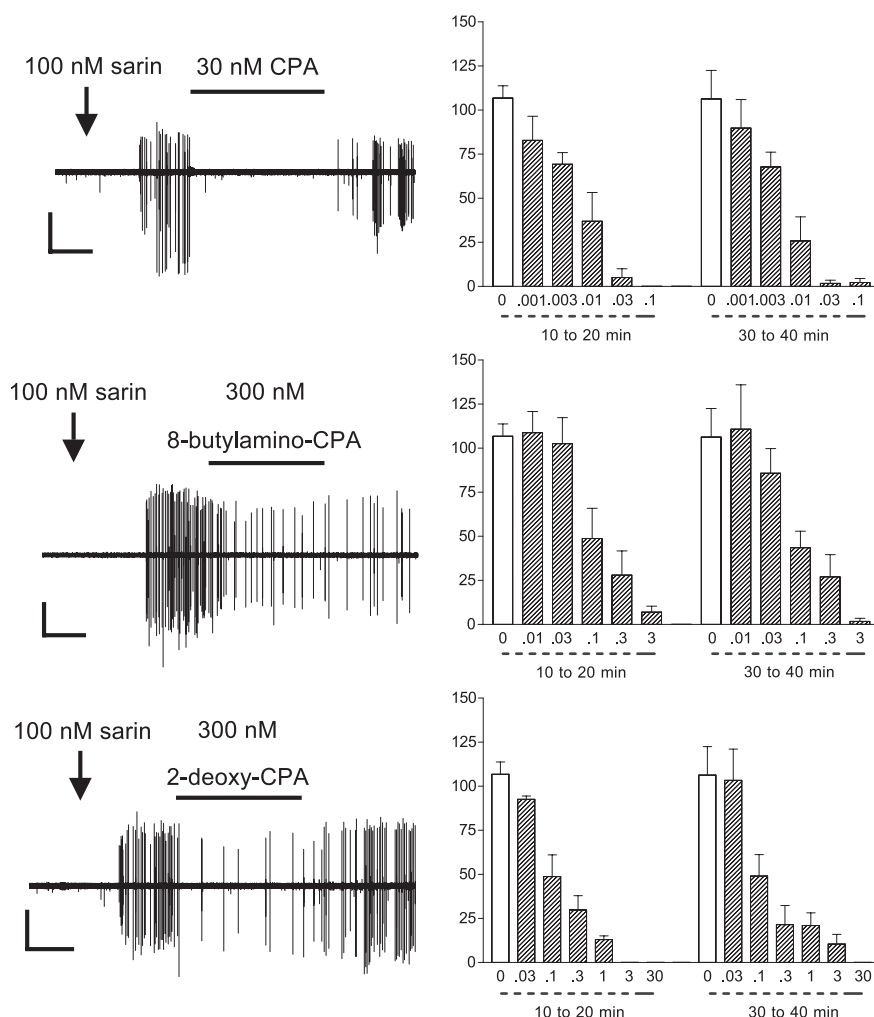 100 nM sarin
30 nM CPA
150
125
100
75
50
25
0
0 .001 .003 .01 .03 .1
10 to 20 min
0 .001 .003 .01 .03 .1
30 to 40 min
100 nM sarin
300 nM
8-butylamino-CPA
150
125
100
75
50
25
0
0 .01 .03 .1 .3 3
10 to 20 min
0 .01 .03 .1 .3 3
30 to 40 min
100 nM sarin
300 nM
2-deoxy-CPA
150
125
100
75
50
25
0
0 .03 .1 .3 1 3 30
10 to 20 min
0 .03 .1 .3 1 3 30
30 to 40 min